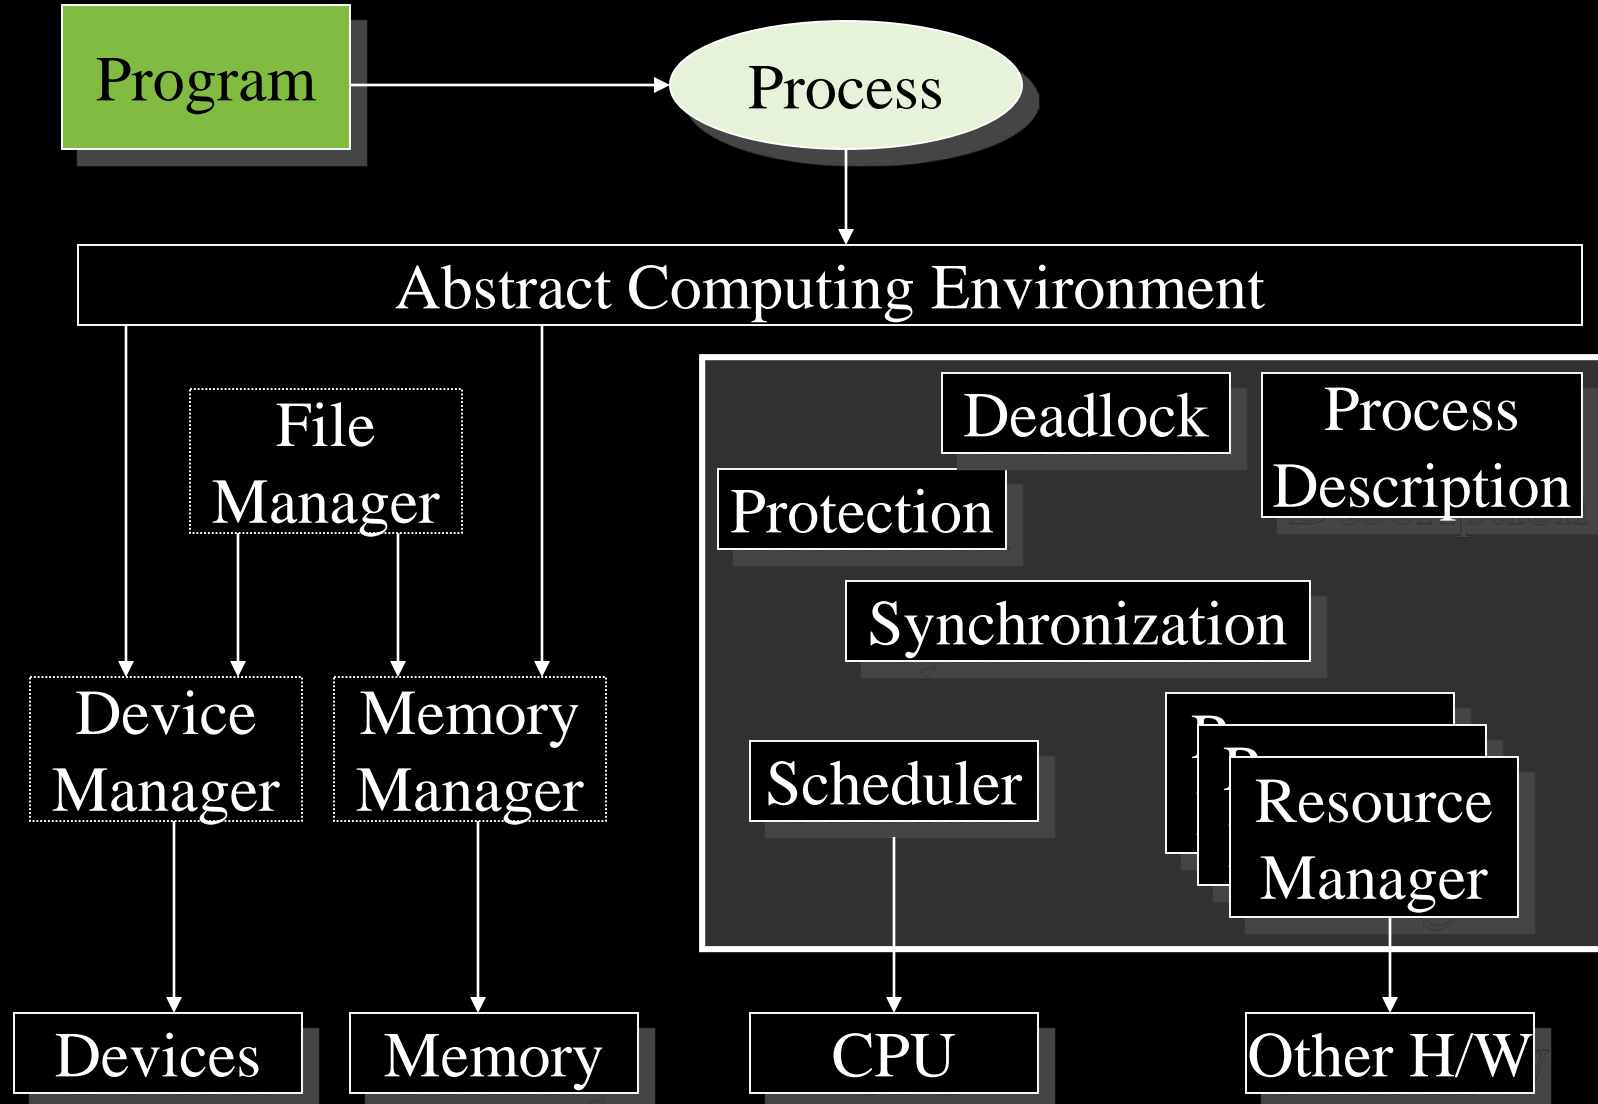 Program
Process
Abstract Computing Environment
File
Manager
Deadlock
Process
Description
Protection
Synchronization
Device
Manager
Memory
Manager
Scheduler
Resource
Manager
Devices
Memory
CPU
Other H/W